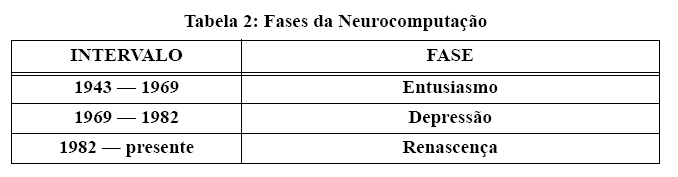 Tabela 2: Fases da Neurocomputação
INTERVALO FASE
1943 — 1969 Entusiasmo
1969 — 1982 Depressão
1982 — presente Renascença